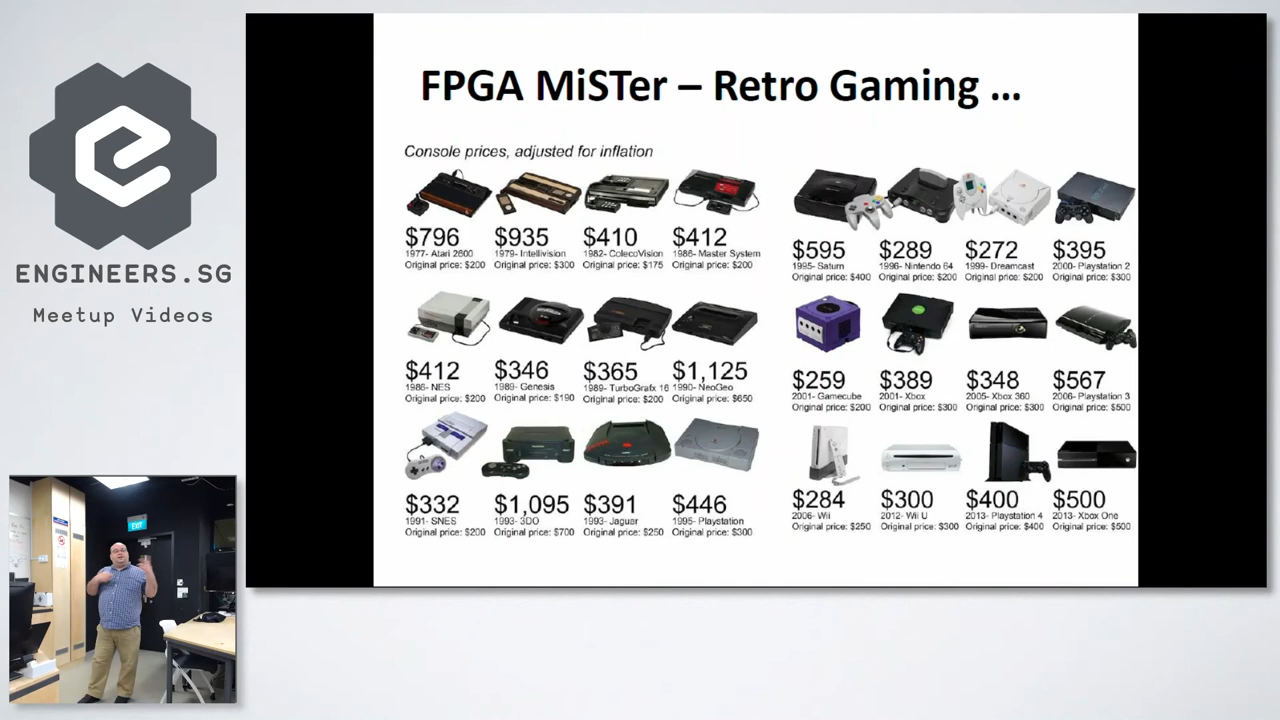 ENGINEERS.SG
Meetup Videos
FPGA MiSTer – Retro Gaming ...
Console prices, adjusted for inflation
$796
1977- Atari 2600
Original price: $200
$935
1979- Intellivision
Original price: $300
$410
1982- ColecoVision
Original price: $175
$412
1986- Master System
Original price: $200
$412
1986- NES
Original price: $200
$346
1989- Genesis
Original price: $190
$365
1989- TurboGrafx 16
Original price: $200
$1,125
1990- NeoGeo
Original price: $650
$332
1991- SNES
Original price: $200
$1,095
1993- 3DO
Original price: $700
$391
1993- Jaguar
Original price: $250
$446
1995- Playstation
Original price: $300
$595
1995- Saturn
Original price: $400
$289
1996- Nintendo 64
Original price: $200
$272
1999- Dreamcast
Original price: $200
$395
2000- Playstation 2
Original price: $300
$259
2001- Gamecube
Original price: $200
$389
2001- Xbox
Original price: $300
$348
2005- Xbox 360
Original price: $300
$567
2006- Playstation 3
Original price: $500
$284
2006- Wii
Original price: $250
$300
2012- Wii U
Original price: $300
$400
2013- Playstation 4
Original price: $400
$500
2013- Xbox One
Original price: $500
Exit